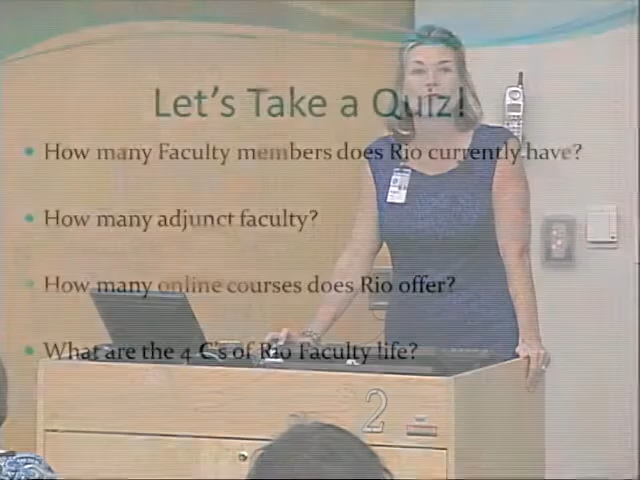 Let's Take a Quiz!
• How many Faculty members does Rio currently have?
• How many adjunct faculty?
• How many online courses does Rio offer?
• What are the 4 C's of Rio Faculty life?
2